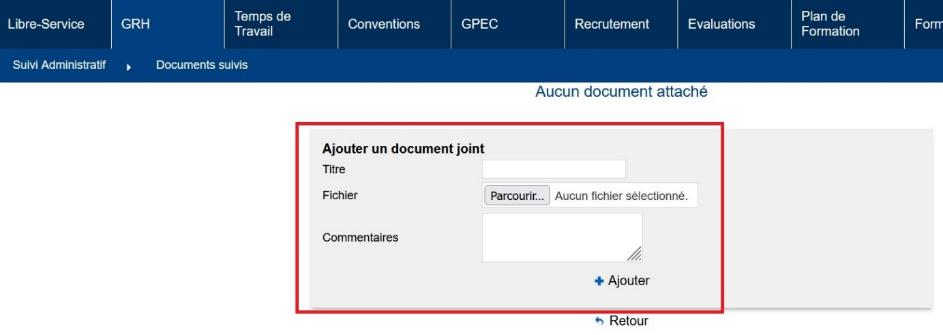 Libre-Service GRH Temps de Travail Conventions GPEC Recrutement Evaluations Plan de Formation
Suivi Administratif Documents suivis
Aucun document attaché
Ajouter un document joint
Titre
Fichier Parcourir... Aucun fichier sélectionné.
Commentaires
Ajouter
Retour